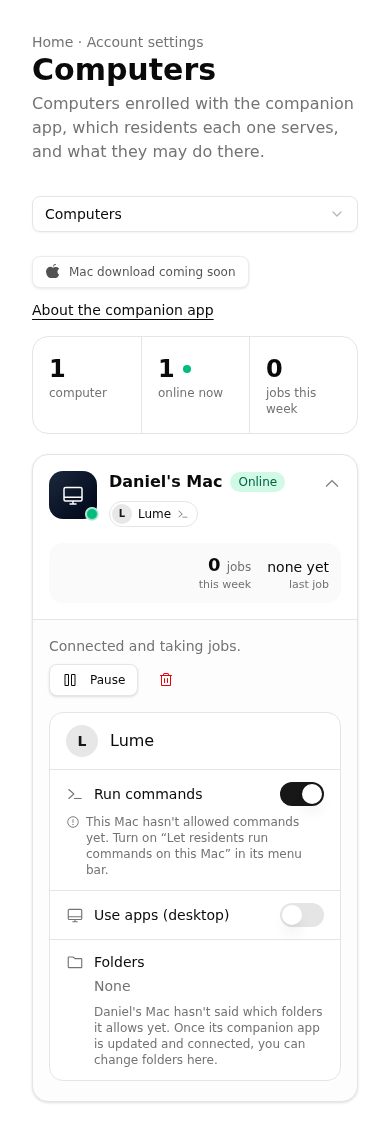 Home · Account settings
Computers
Computers enrolled with the companion
app, which residents each one serves,
and what they may do there.
Computers
Mac download coming soon
About the companion app
1
computer
1
online now
0
jobs this
week
Daniel's Mac
Online
L Lume
0 jobs
this week
none yet
last job
Connected and taking jobs.
Pause
L Lume
Run commands
This Mac hasn't allowed commands
yet. Turn on “Let residents run
commands on this Mac” in its menu
bar.
Use apps (desktop)
Folders
None
Daniel's Mac hasn't said which folders
it allows yet. Once its companion app
is updated and connected, you can
change folders here.